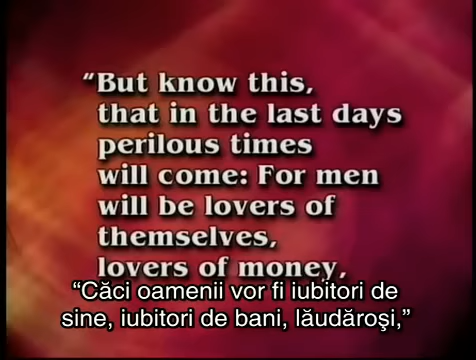 “But know this,
that in the last days
perilous times
will come: For men
will be lovers of
themselves,
lovers of money,
“Căci oamenii vor fi iubitori de
sine, iubitori de bani, lăudăroşi,”